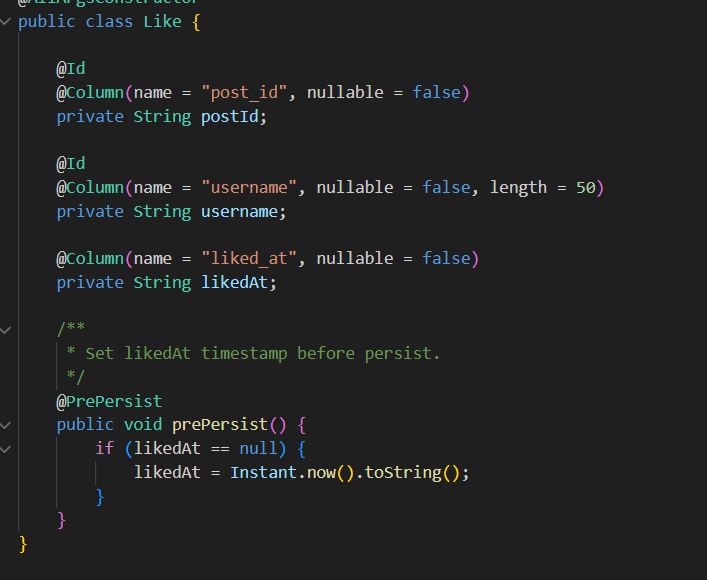 @AllArgsConstructor
public class Like {
@Id
@Column(name = "post_id", nullable = false)
private String postId;
@Id
@Column(name = "username", nullable = false, length = 50)
private String username;
@Column(name = "liked_at", nullable = false)
private String likedAt;
/**
* Set likedAt timestamp before persist.
*/
@PrePersist
public void prePersist() {
if (likedAt == null) {
likedAt = Instant.now().toString();
}
}
}